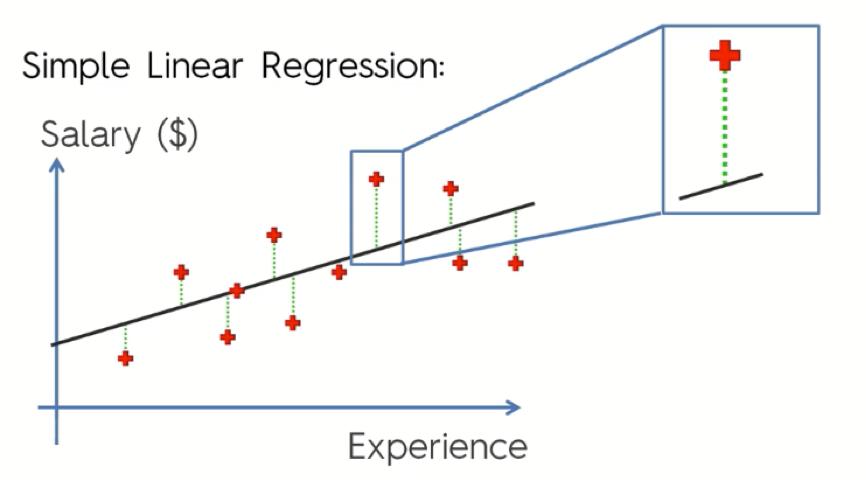 Simple Linear Regression:
Salary ($)
Experience